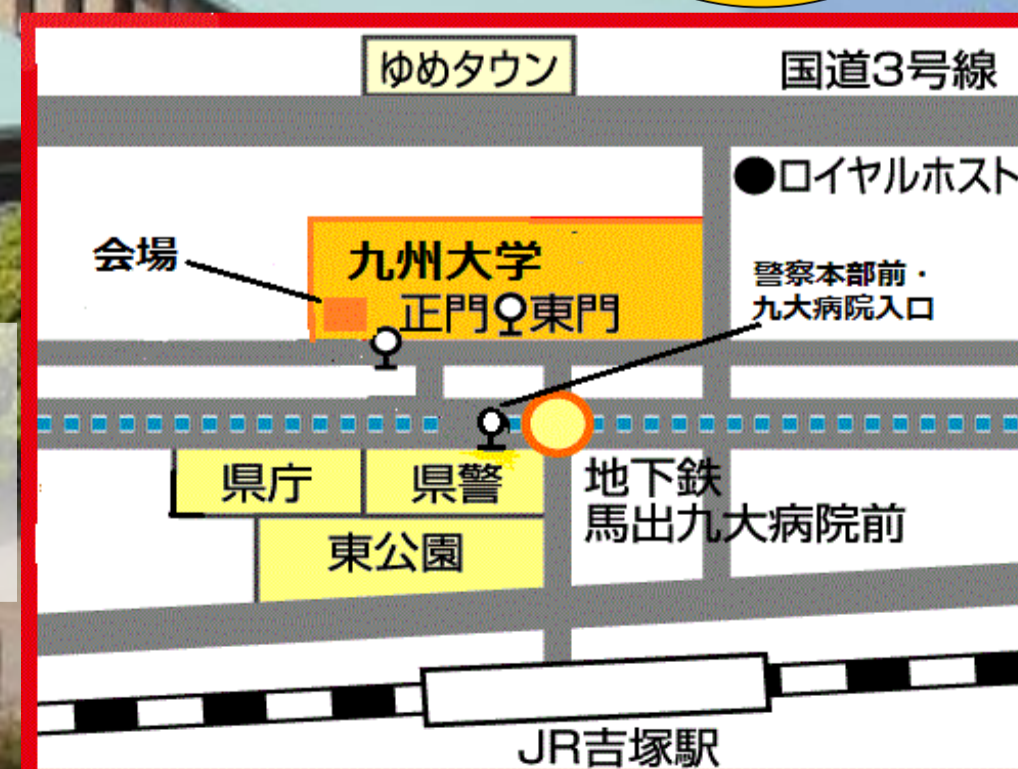 ゆめタウン
国道3号線
●ロイヤルホスト
会場
九州大学
正門 東門
警察本部前・
九大病院入口
県庁
県警
地下鉄
馬出九大病院前
東公園
JR吉塚駅